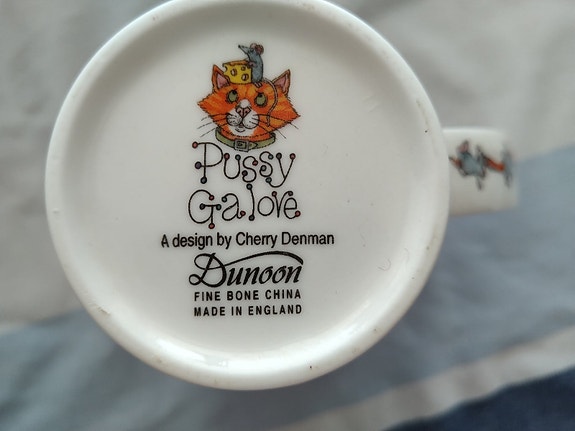 Pussy
Galove
A design by Cherry Denman
Dunoon
FINE BONE CHINA
MADE IN ENGLAND